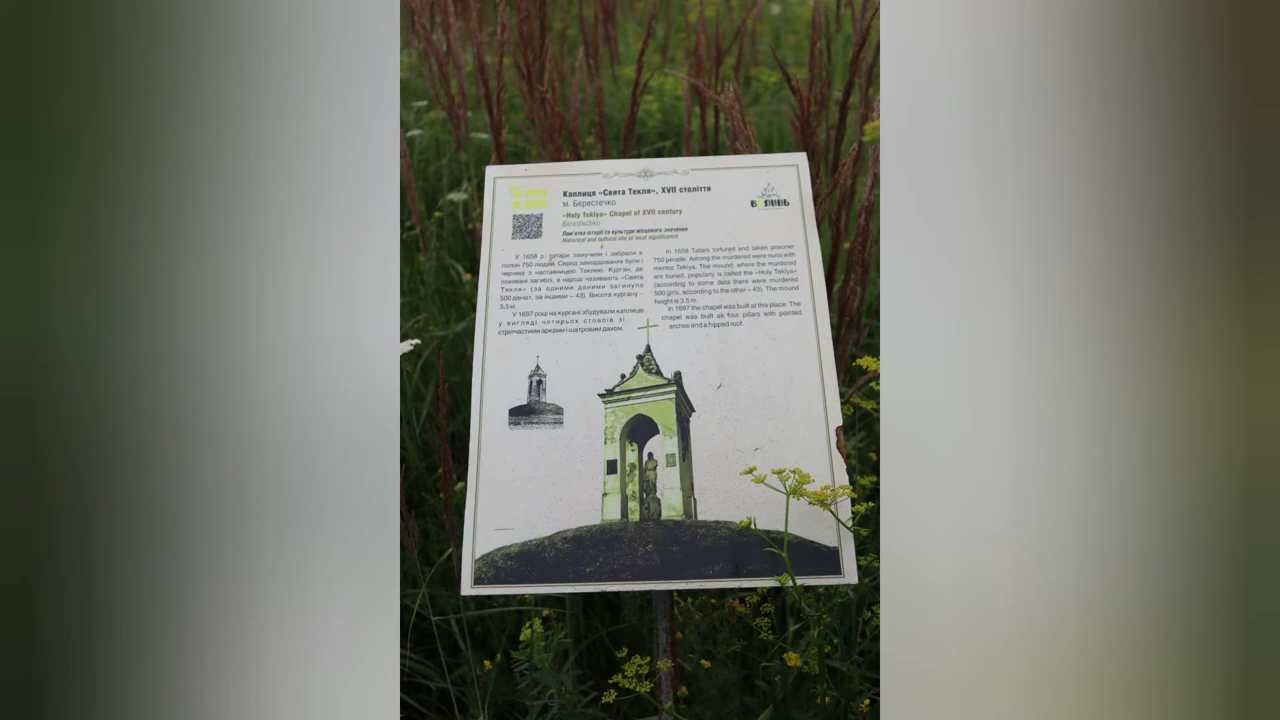 Каплиця «Свята Текля», XVII століття
м. Берестечко
«Holy Teklya» Chapel of XVII century
Berestechko
Пам'ятка історії та культури місцевого значення
Historical and cultural site of local significance
ВОЛИНЬ
У 1658 р. татари замучили і забрали в
полон 750 людей. Серед закордованих були і
черниці з наставницею Теклею. Курган, де
поховані загиблі, в народі називають «Свята
Текля» (за одними даними загинуло
500 дівчат, за іншими – 43). Висота кургану –
3,5 м.
У 1697 році на кургані збудували каплицю
у вигляді чотирьох стовпів зі
стрілчастими арками і шатровим дахом.
In 1658 Tatars tortured and taken prisoner
750 people. Among the murdered were nuns with
mentor Tekliya. The mound, where the murdered
are buried, popularly is called the «Holy Teklya»
(according to some data there were murdered
500 girls, according to the other – 43). The mound
height is 3.5 m.
In 1697 the chapel was built at this place. The
chapel was built as four pillars with pointed
arches and a hipped roof.